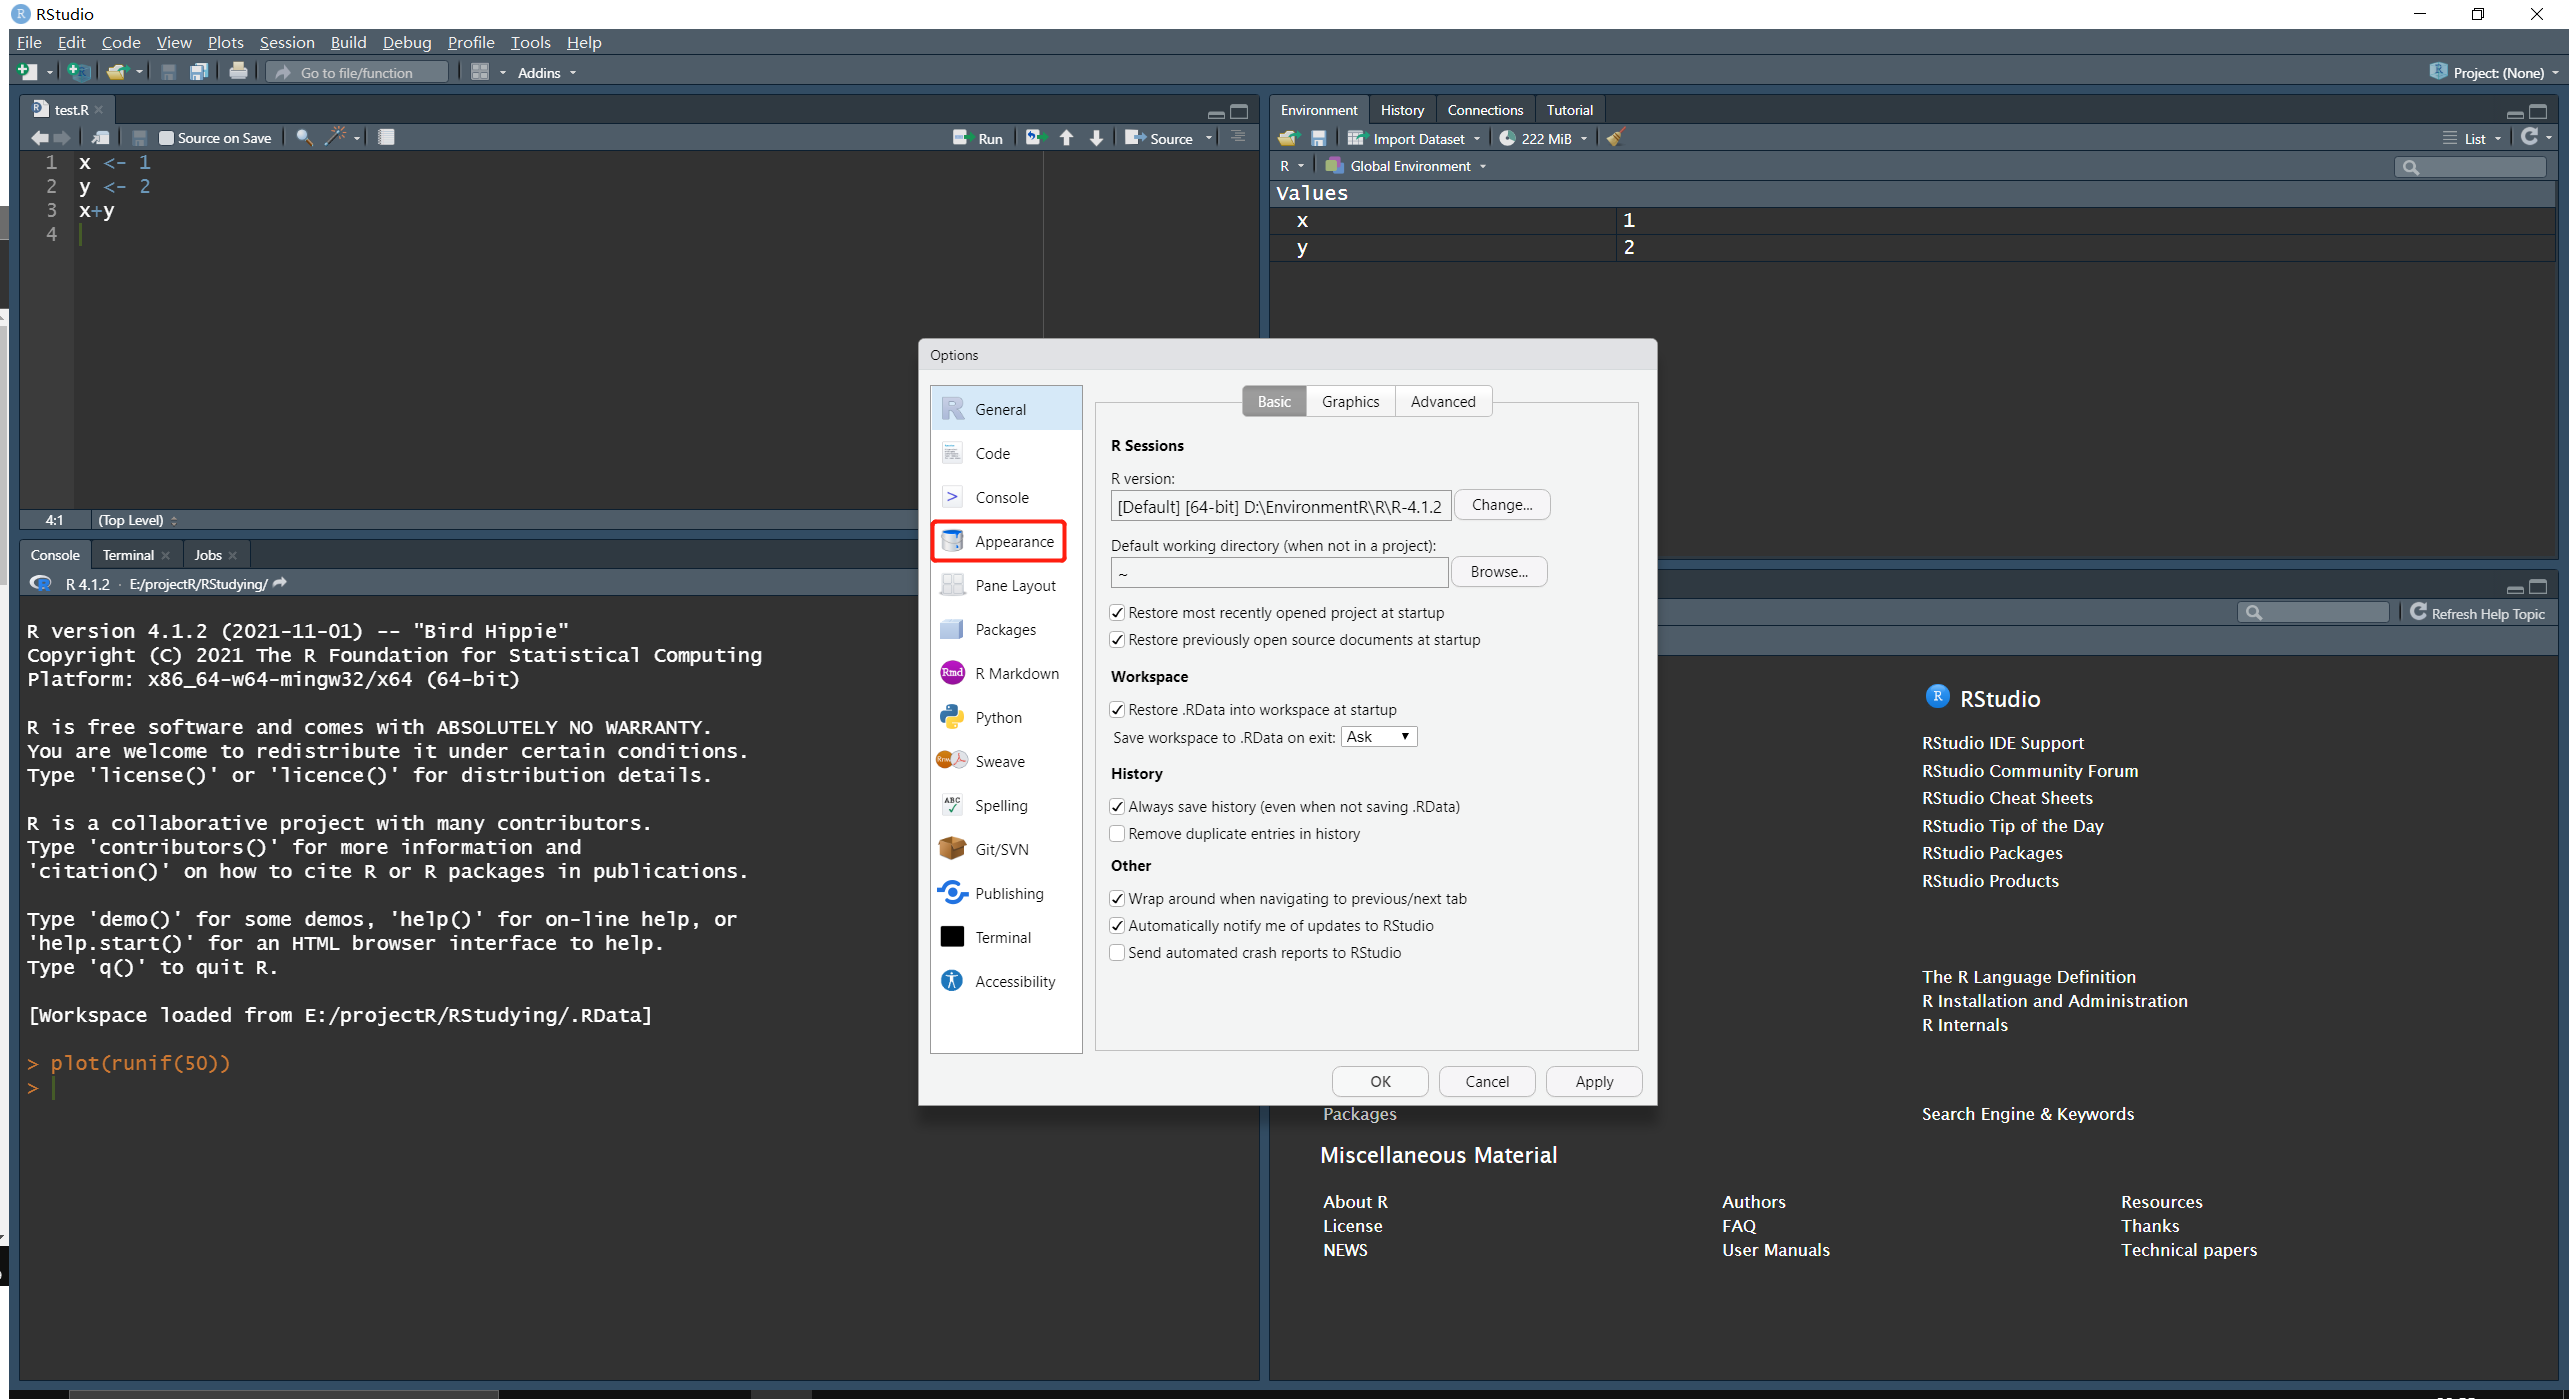 RStudio
File Edit Code View Plots Session Build Debug Profile Tools Help
Go to file/function Addins Project: (None)
test.R
Source on Save Run Source
1 x <- 1
2 y <- 2
3 x+y
4
4:1 (Top Level)
Environment History Connections Tutorial
Import Dataset 222 MiB List
R Global Environment
Values
x 1
y 2
Console Terminal Jobs
R 4.1.2 · E:/projectR/RStudying/
R version 4.1.2 (2021-11-01) -- "Bird Hippie"
Copyright (C) 2021 The R Foundation for Statistical Computing
Platform: x86_64-w64-mingw32/x64 (64-bit)
R is free software and comes with ABSOLUTELY NO WARRANTY.
You are welcome to redistribute it under certain conditions.
Type 'license()' or 'licence()' for distribution details.
R is a collaborative project with many contributors.
Type 'contributors()' for more information and
'citation()' on how to cite R or R packages in publications.
Type 'demo()' for some demos, 'help()' for on-line help, or
'help.start()' for an HTML browser interface to help.
Type 'q()' to quit R.
[Workspace loaded from E:/projectR/RStudying/.RData]
> plot(runif(50))
>
Options
General
Code
Console
Appearance
Pane Layout
Packages
R Markdown
Python
Sweave
Spelling
Git/SVN
Publishing
Terminal
Accessibility
Basic Graphics Advanced
R Sessions
R version:
[Default] [64-bit] D:\EnvironmentR\R\R-4.1.2 Change...
Default working directory (when not in a project):
~ Browse...
Restore most recently opened project at startup
Restore previously open source documents at startup
Workspace
Restore .RData into workspace at startup
Save workspace to .RData on exit: Ask
History
Always save history (even when not saving .RData)
Remove duplicate entries in history
Other
Wrap around when navigating to previous/next tab
Automatically notify me of updates to RStudio
Send automated crash reports to RStudio
OK Cancel Apply
Refresh Help Topic
RStudio
RStudio IDE Support
RStudio Community Forum
RStudio Cheat Sheets
RStudio Tip of the Day
RStudio Packages
RStudio Products
The R Language Definition
R Installation and Administration
R Internals
Packages Search Engine & Keywords
Miscellaneous Material
About R Authors Resources
License FAQ Thanks
NEWS User Manuals Technical papers